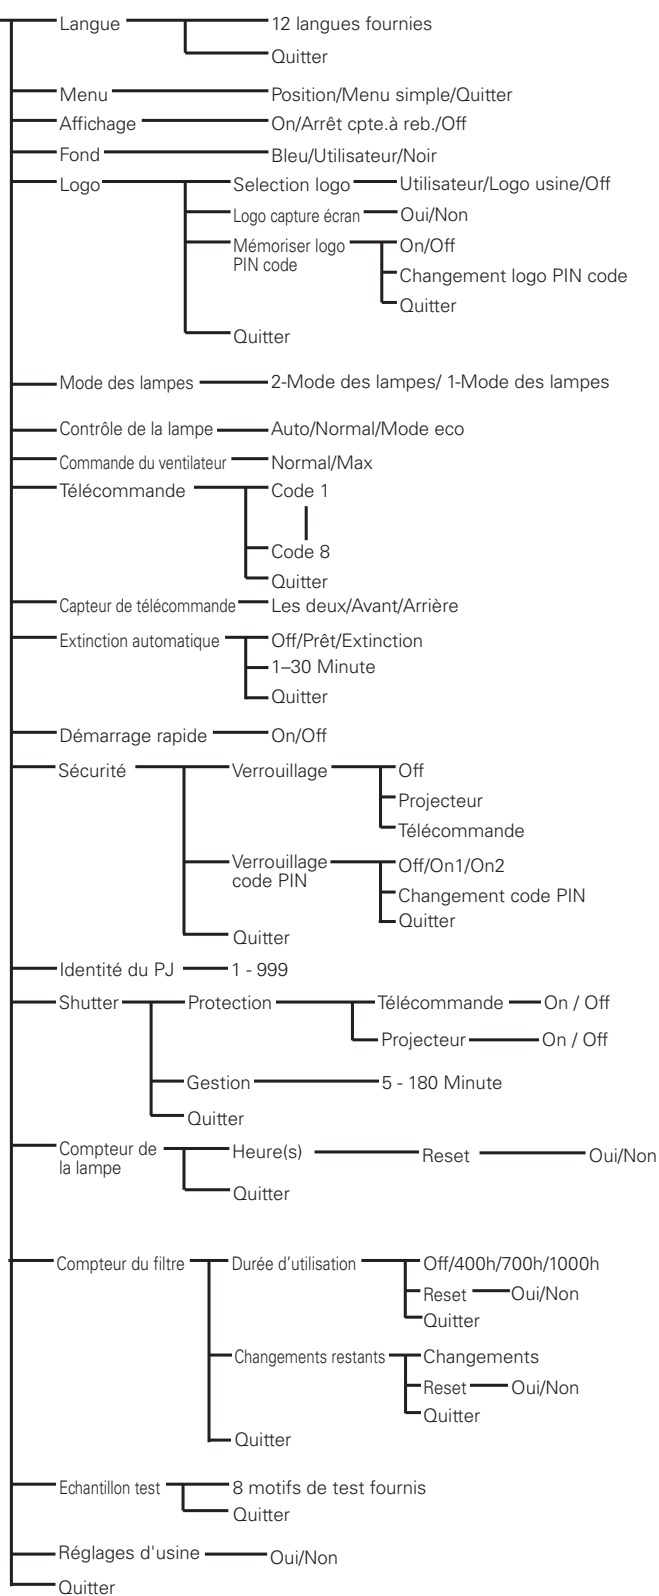 Langue 12 langues fournies
Quitter
Menu Position/Menu simple/Quitter
Affichage On/Arrêt cpte.à reb./Off
Fond Bleu/Utilisateur/Noir
Logo Selection logo Utilisateur/Logo usine/Off
Logo capture écran Oui/Non
Mémoriser logo On/Off
PIN code
Changement logo PIN code
Quitter
Quitter
Mode des lampes 2-Mode des lampes/ 1-Mode des lampes
Contrôle de la lampe Auto/Normal/Mode eco
Commande du ventilateur Normal/Max
Télécommande Code 1
Code 8
Quitter
Capteur de télécommande Les deux/Avant/Arrière
Extinction automatique Off/Prêt/Extinction
1–30 Minute
Quitter
Démarrage rapide On/Off
Sécurité Verrouillage Off
Projecteur
Télécommande
Verrouillage Off/On1/On2
code PIN
Changement code PIN
Quitter
Quitter
Identité du PJ 1 - 999
Shutter Protection Télécommande On / Off
Projecteur On / Off
Gestion 5 - 180 Minute
Quitter
Compteur de Heure(s) Reset Oui/Non
la lampe
Quitter
Compteur du filtre Durée d’utilisation Off/400h/700h/1000h
Reset Oui/Non
Quitter
Changements restants Changements
Reset Oui/Non
Quitter
Quitter
Echantillon test 8 motifs de test fournis
Quitter
Réglages d'usine Oui/Non
Quitter